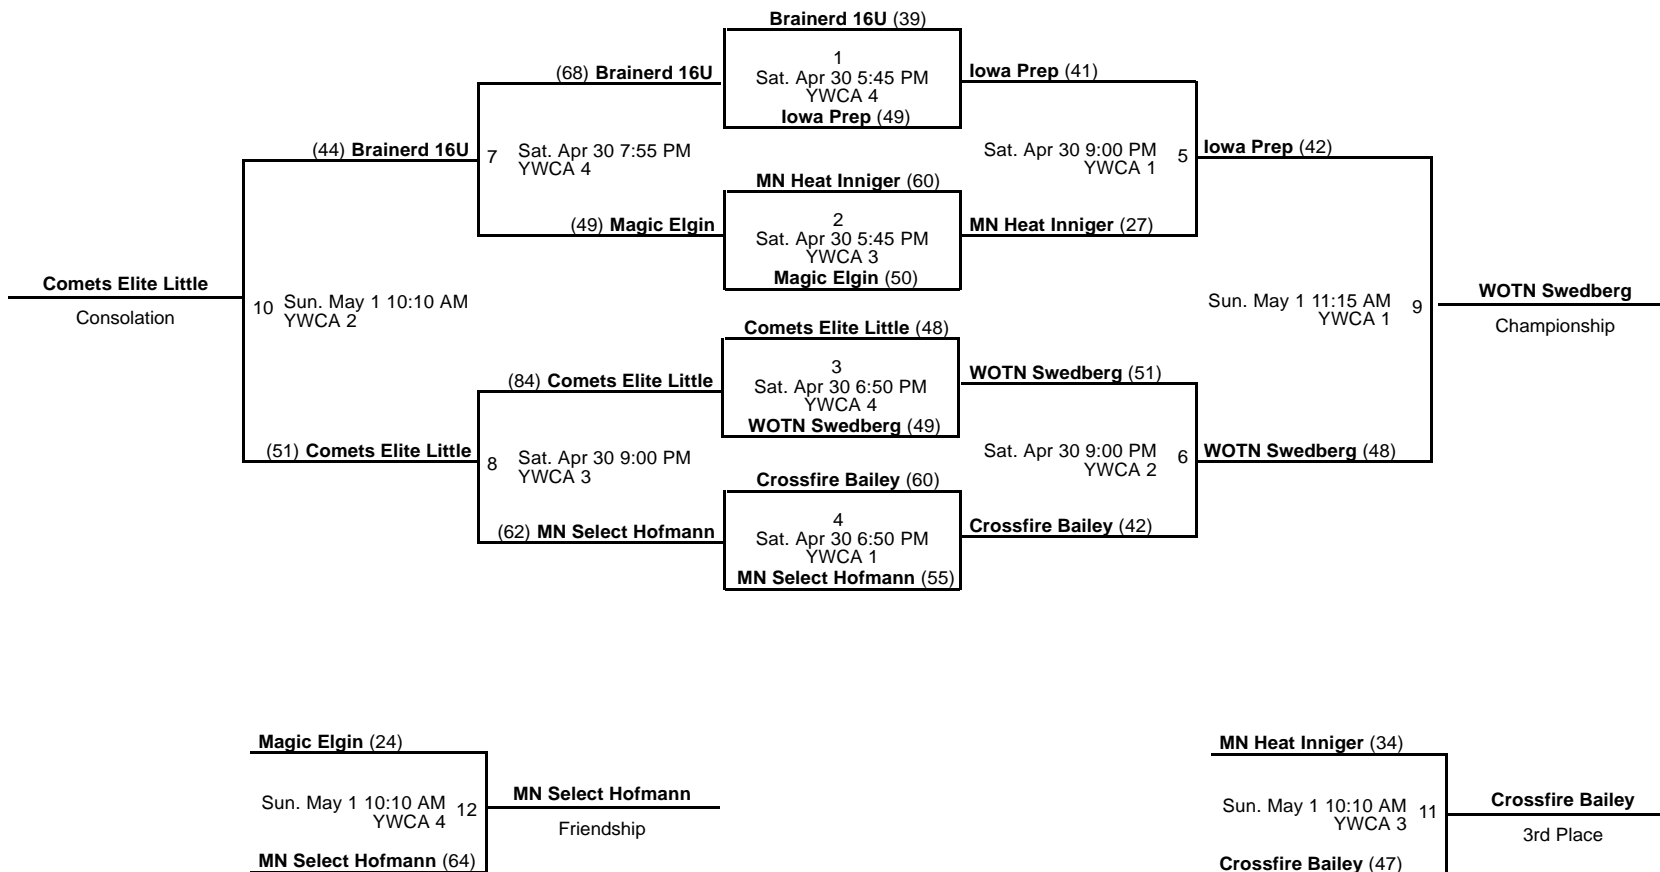 Brainerd 16U (39)
1
Sat. Apr 30 5:45 PM
YWCA 4
Iowa Prep (49)
(68) Brainerd 16U
Iowa Prep (41)
(44) Brainerd 16U
7 Sat. Apr 30 7:55 PM
YWCA 4
Sat. Apr 30 9:00 PM 5
YWCA 1
Iowa Prep (42)
MN Heat Inniger (60)
2
Sat. Apr 30 5:45 PM
YWCA 3
Magic Elgin (50)
(49) Magic Elgin
MN Heat Inniger (27)
Comets Elite Little
Consolation
10 Sun. May 1 10:10 AM
YWCA 2
Sun. May 1 11:15 AM 9
YWCA 1
WOTN Swedberg
Championship
Comets Elite Little (48)
3
Sat. Apr 30 6:50 PM
YWCA 4
WOTN Swedberg (49)
(84) Comets Elite Little
WOTN Swedberg (51)
(51) Comets Elite Little
8 Sat. Apr 30 9:00 PM
YWCA 3
Sat. Apr 30 9:00 PM 6
YWCA 2
WOTN Swedberg (48)
Crossfire Bailey (60)
4
Sat. Apr 30 6:50 PM
YWCA 1
MN Select Hofmann (55)
(62) MN Select Hofmann
Crossfire Bailey (42)
Magic Elgin (24)
Sun. May 1 10:10 AM 12
YWCA 4
MN Select Hofmann (64)
MN Select Hofmann
Friendship
MN Heat Inniger (34)
Sun. May 1 10:10 AM 11
YWCA 3
Crossfire Bailey (47)
Crossfire Bailey
3rd Place